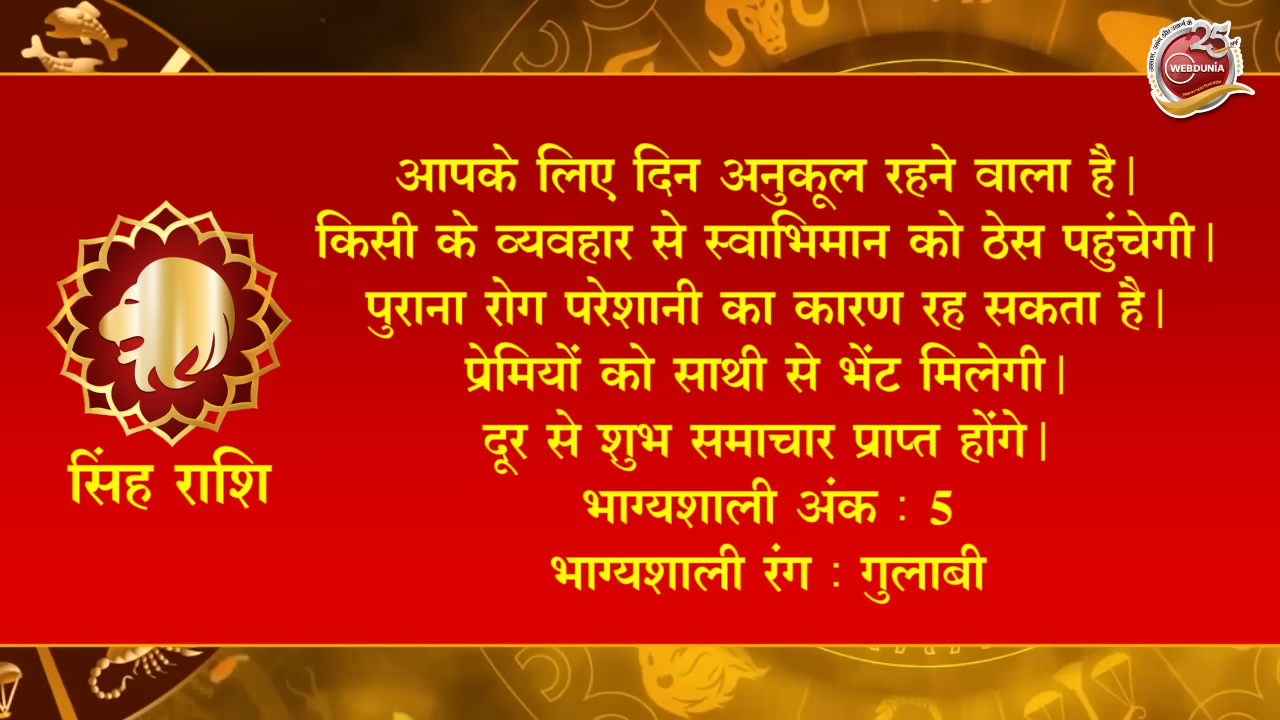 25
WEBDUNIA
आपके लिए दिन अनुकूल रहने वाला है|
किसी के व्यवहार से स्वाभिमान को ठेस पहुंचेगी|
पुराना रोग परेशानी का कारण रह सकता है|
प्रेमियों को साथी से भेंट मिलेगी|
दूर से शुभ समाचार प्राप्त होंगे|
भाग्यशाली अंक : 5
भाग्यशाली रंग : गुलाबी
सिंह राशि